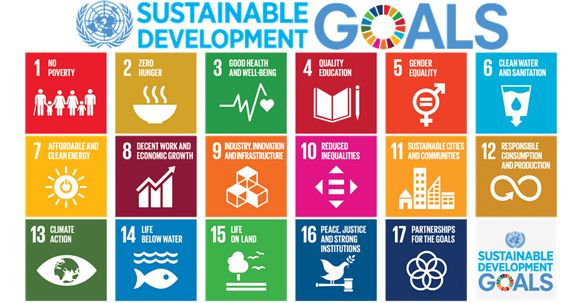 SUSTAINABLE
DEVELOPMENT
GOALS
1 NO
POVERTY
2 ZERO
HUNGER
3 GOOD HEALTH
AND WELL-BEING
4 QUALITY
EDUCATION
5 GENDER
EQUALITY
6 CLEAN WATER
AND SANITATION
7 AFFORDABLE AND
CLEAN ENERGY
8 DECENT WORK AND
ECONOMIC GROWTH
9 INDUSTRY, INNOVATION
AND INFRASTRUCTURE
10 REDUCED
INEQUALITIES
11 SUSTAINABLE CITIES
AND COMMUNITIES
12 RESPONSIBLE
CONSUMPTION
AND PRODUCTION
13 CLIMATE
ACTION
14 LIFE
BELOW WATER
15 LIFE
ON LAND
16 PEACE, JUSTICE
AND STRONG
INSTITUTIONS
17 PARTNERSHIPS
FOR THE GOALS
SUSTAINABLE
DEVELOPMENT
GOALS